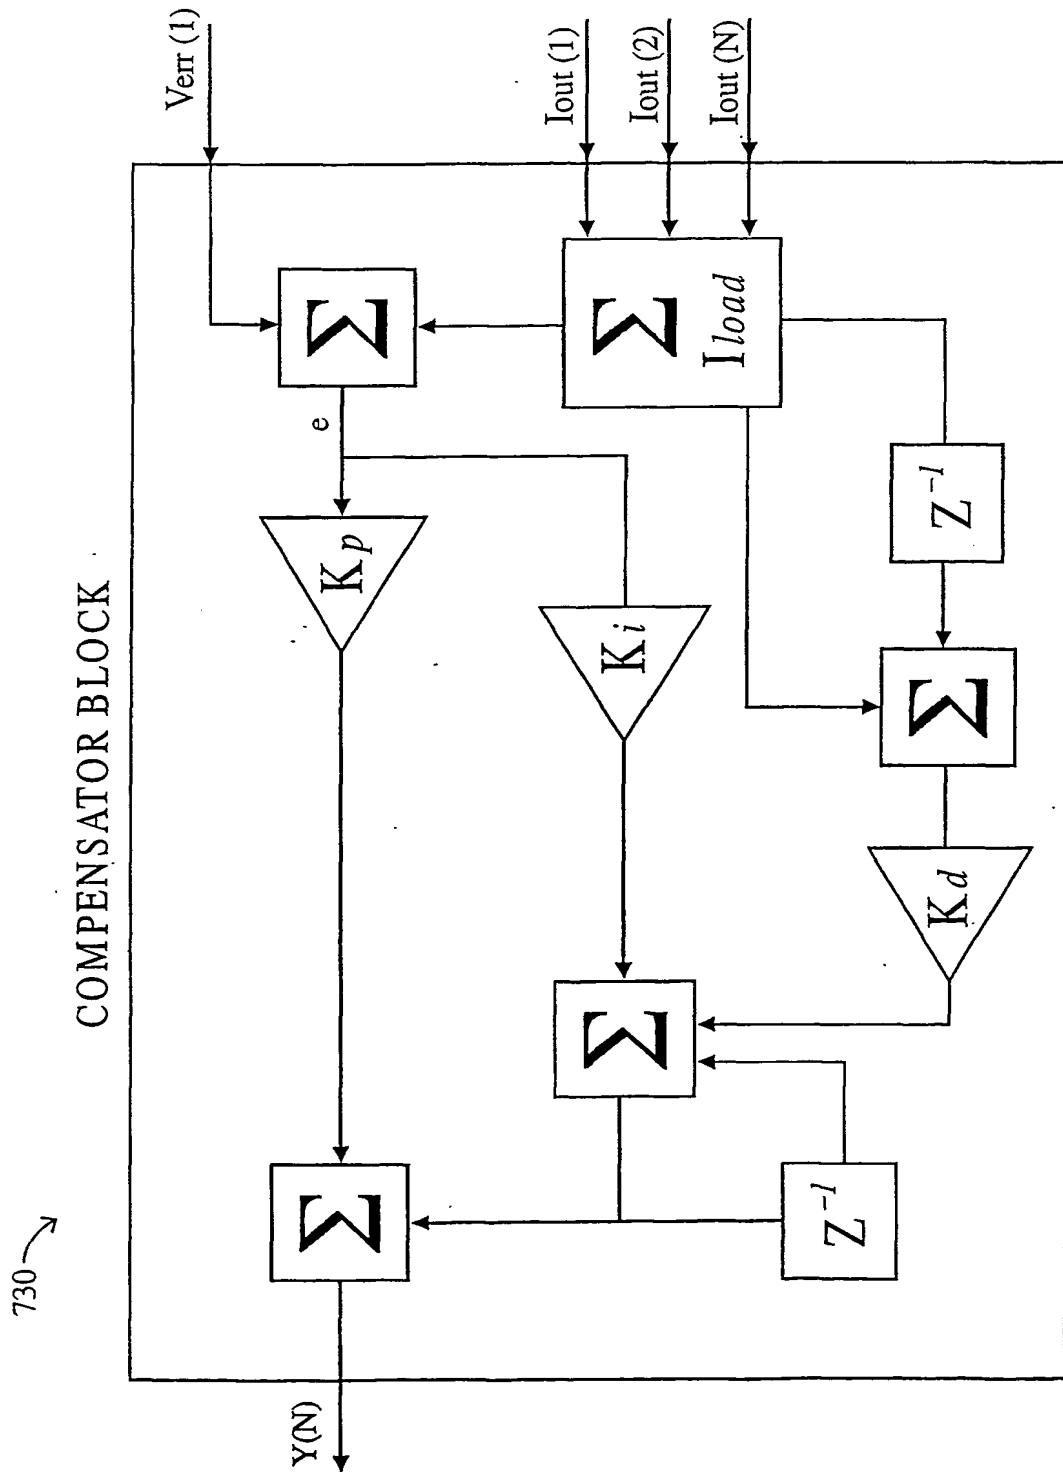 730
COMPENSATOR BLOCK
Verr (1)
Iout (1)
Iout (2)
Iout (N)
Σ
e
Kp
Σ
Y(N)
Σ
Iload
Ki
Σ
Z⁻¹
Σ
Kd
Z⁻¹